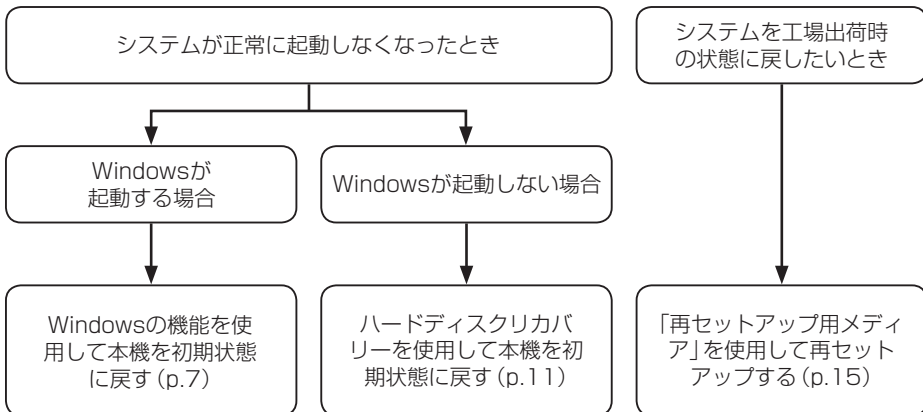 システムが正常に起動しなくなったとき
システムを工場出荷時
の状態に戻したいとき
Windowsが
起動する場合
Windowsが起動しない場合
Windowsの機能を使
用して本機を初期状態
に戻す(p.7)
ハードディスクリカバ
リーを使用して本機を初
期状態に戻す(p.11)
「再セットアップ用メディ
ア」を使用して再セット
アップする(p.15)